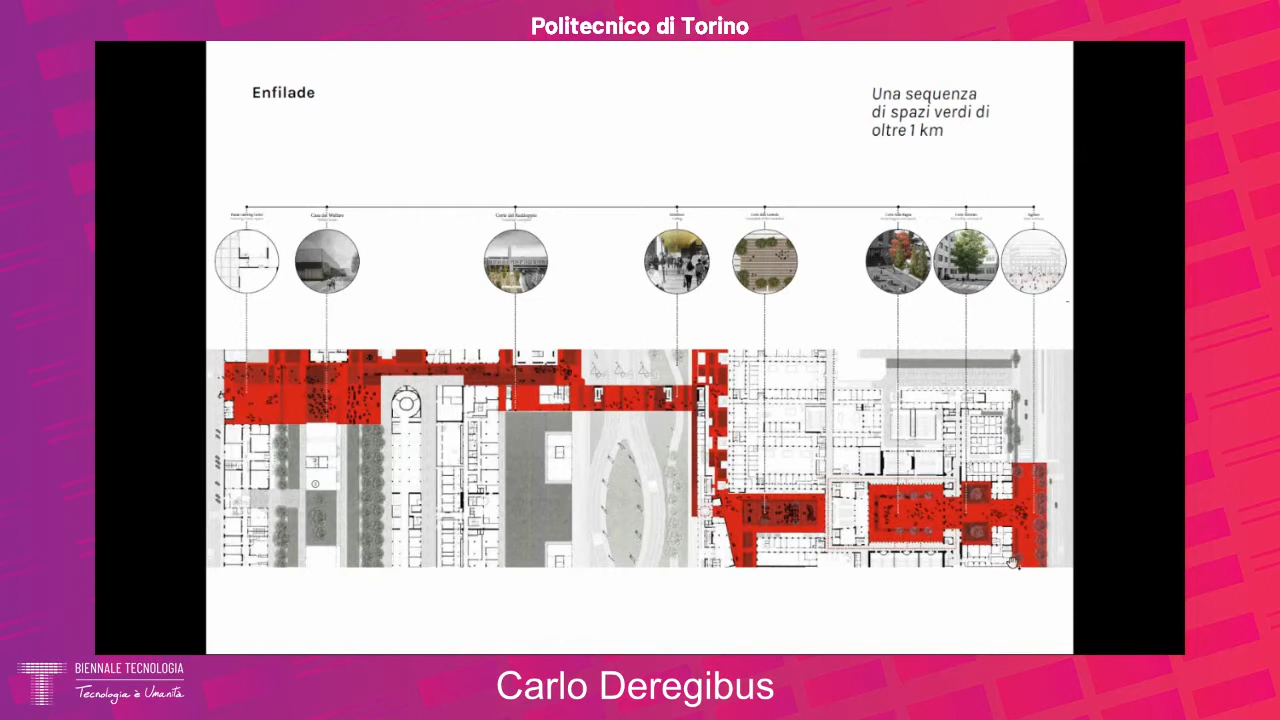 Politecnico di Torino
Enfilade
Una sequenza
di spazi verdi di
oltre 1 km
Casa del Welfare
Corte del Raddoppio
BIENNALE TECNOLOGIA
Tecnologia è Umanità
Carlo Deregibus